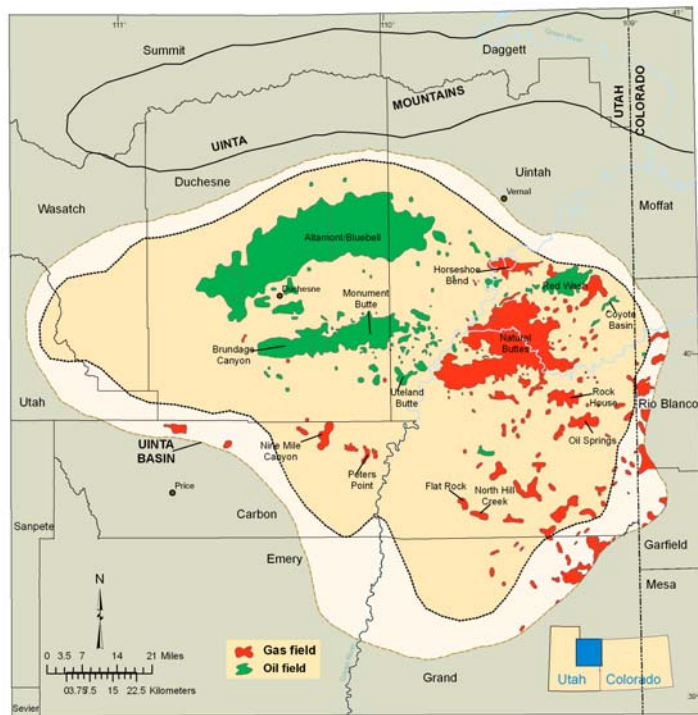 111
110
109
41
Green River
Summit
Daggett
UTAH
COLORADO
MOUNTAINS
UINTA
Uintah
Duchesne
Vernal
Moffat
Wasatch
Altamont/Bluebell
Horseshoe
Bend
Red Wash
Duchesne
Monument
Butte
Coyote
Basin
Natural
Buttes
Brundage
Canyon
40
Uteland
Butte
Utah
Rock
House
Rio Blanco
Oil Springs
UINTA
BASIN
Nine Mile
Canyon
Peters
Point
Price
Flat Rock
North Hill
Creek
Carbon
Sanpete
Garfield
Emery
Mesa
N
0 3.5 7 14 21 Miles
0 3.75 7.5 15 22.5 Kilometers
Gas field
Oil field
Green River
Grand
Utah
Colorado
Sevier
39